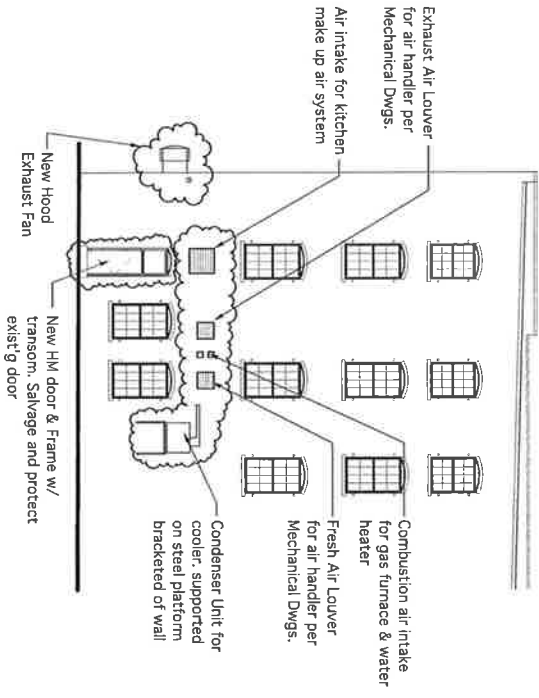 Exhaust Air Louver
for air handler per
Mechanical Dwgs.
Air intake for kitchen
make up air system
New Hood
Exhaust Fan
New HM door & Frame w/
transom. Salvage and protect
exist'g door
Condenser Unit for
cooler. supported
on steel platform
bracketed of wall
Fresh Air Louver
for air handler per
Mechanical Dwgs.
Combustion air intake
for gas furnace & water
heater